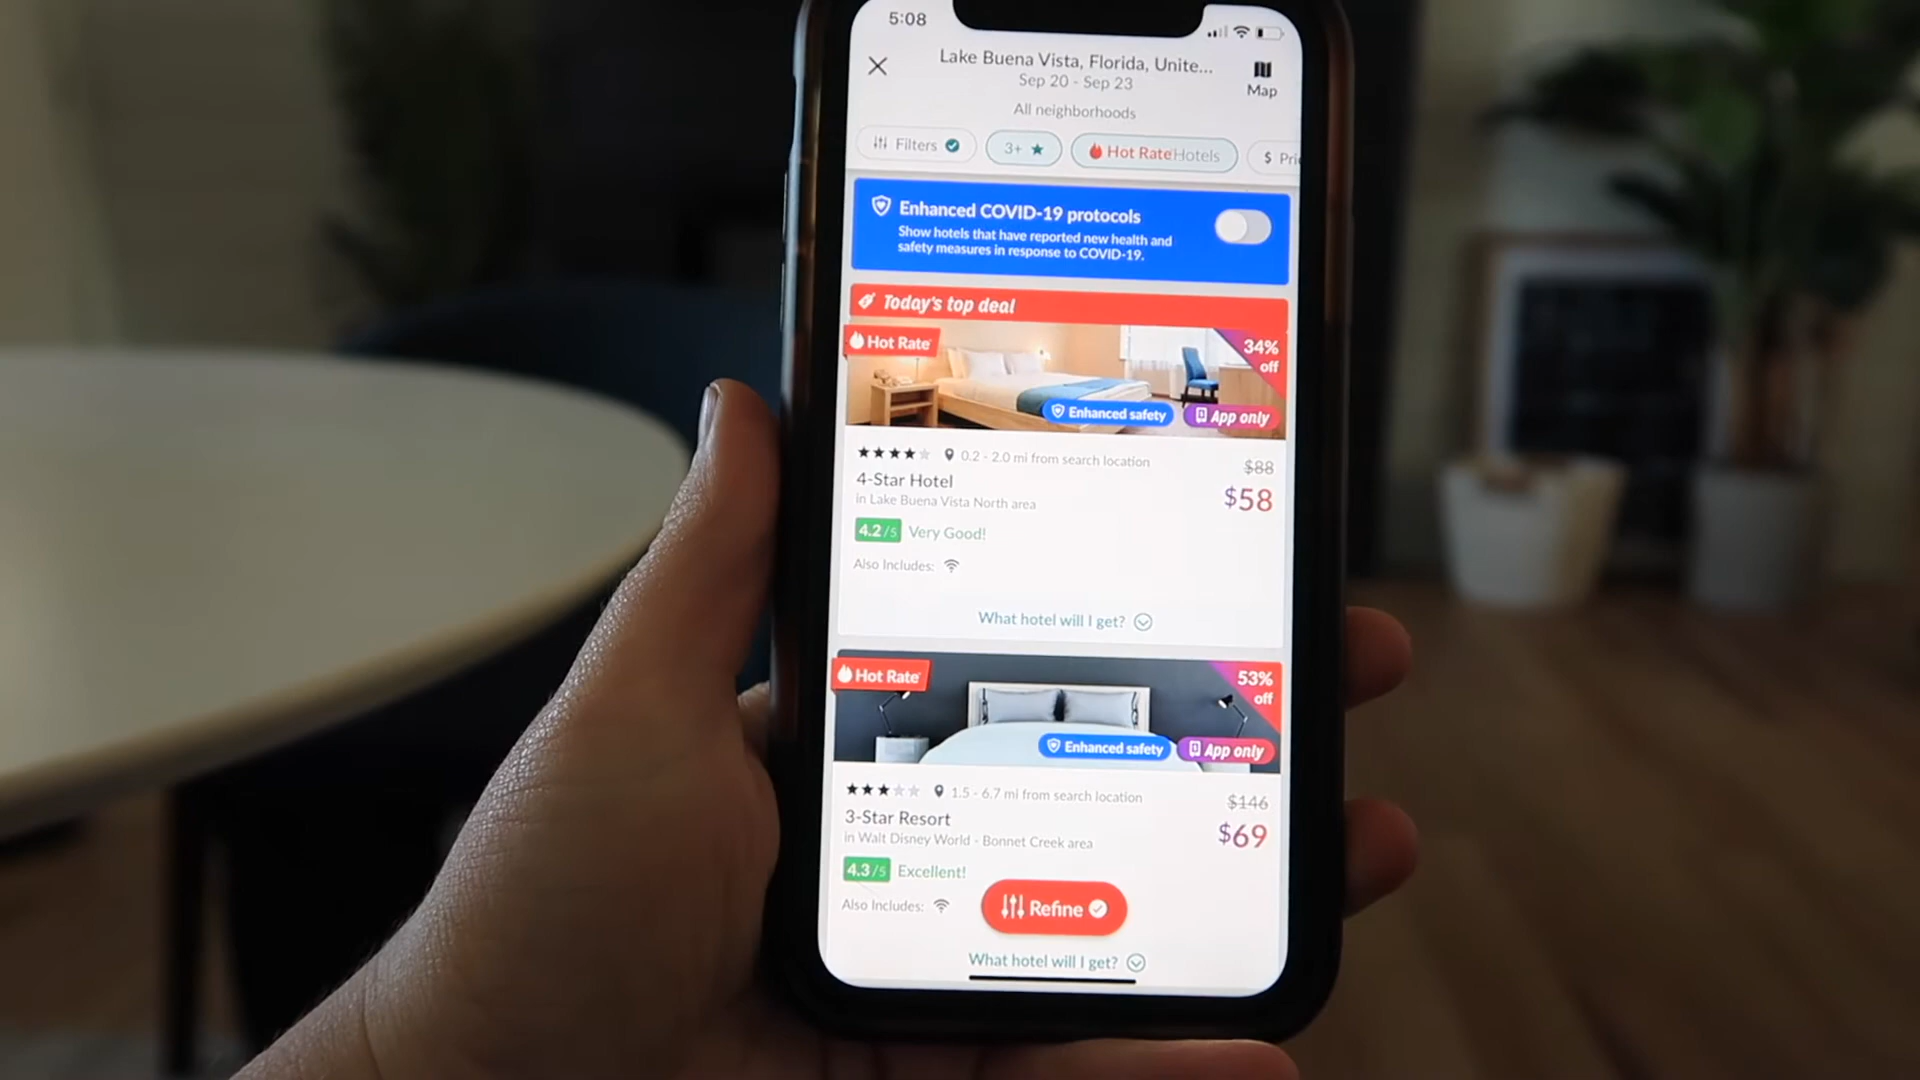 5:08
Lake Buena Vista, Florida, Unite...
Sep 20 - Sep 23
Map
All neighborhoods
Filters
3+
Hot Rate Hotels
$ Pri
Enhanced COVID-19 protocols
Show hotels that have reported new health and
safety measures in response to COVID-19.
Today's top deal
Hot Rate
34%
off
Enhanced safety
App only
0.2 - 2.0 mi from search location
$88
4-Star Hotel
$58
in Lake Buena Vista North area
4.2/5 Very Good!
Also Includes:
What hotel will I get?
Hot Rate
53%
off
Enhanced safety
App only
1.5 - 6.7 mi from search location
$146
3-Star Resort
$69
in Walt Disney World - Bonnet Creek area
4.3/5 Excellent!
Also Includes:
Refine
What hotel will I get?